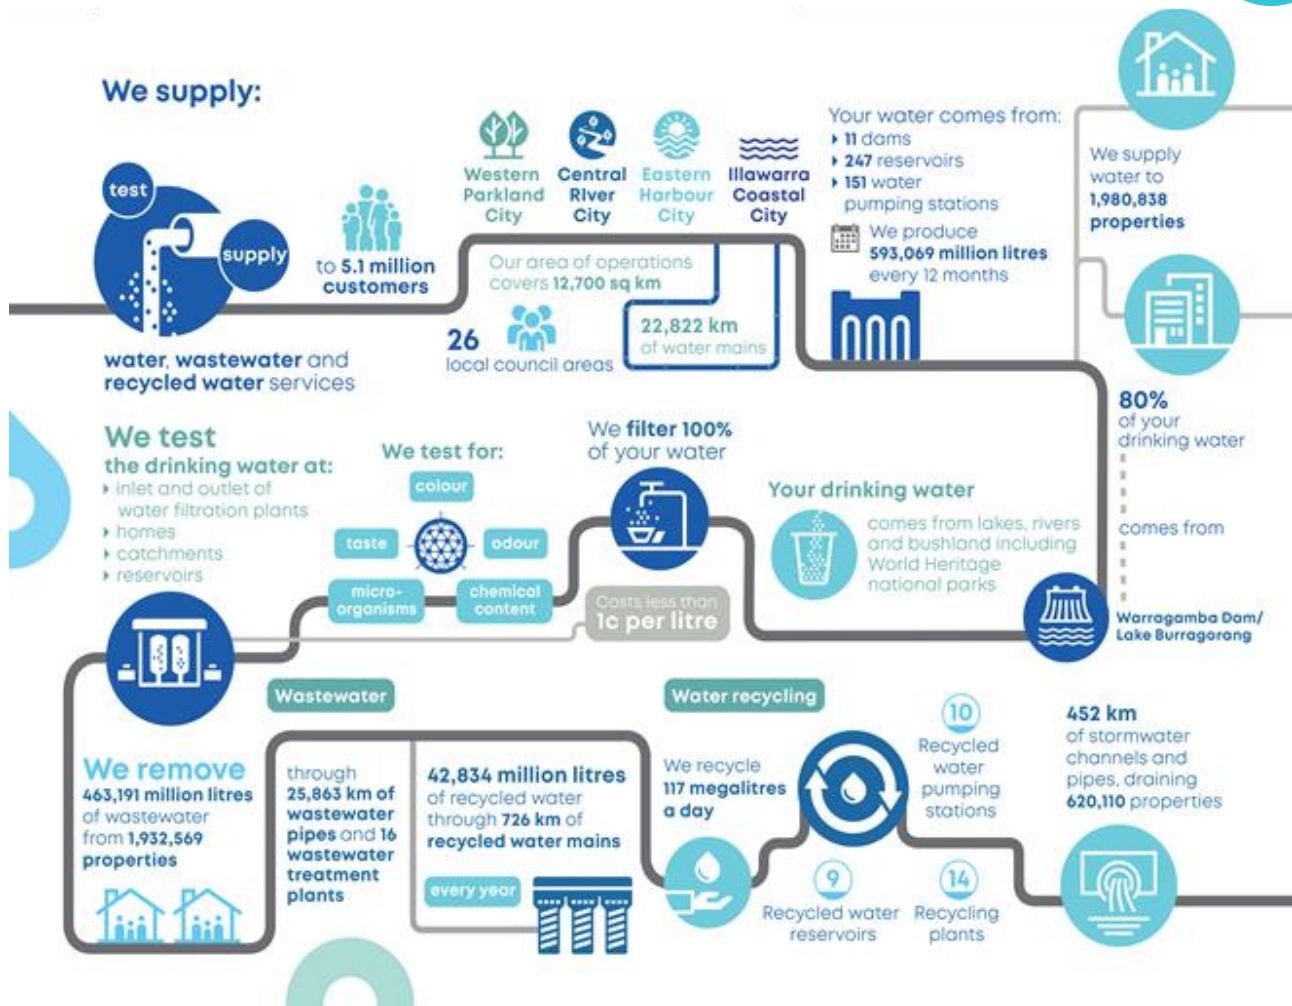 We supply:
test
supply
water, wastewater and
recycled water services
to 5.1 million
customers
Western
Parkland
City
Central
River
City
Eastern
Harbour
City
Illawarra
Coastal
City
Our area of operations
covers 12,700 sq km
26
local council areas
22,822 km
of water mains
Your water comes from:
11 dams
247 reservoirs
151 water
pumping stations
We produce
593,069 million litres
every 12 months
We supply
water to
1,980,838
properties
80%
of your
drinking water
comes from
Warragamba Dam/
Lake Burragorang
Your drinking water
comes from lakes, rivers
and bushland including
World Heritage
national parks
We filter 100%
of your water
Costs less than
1c per litre
We test for:
colour
taste
odour
micro-
organisms
chemical
content
We test
the drinking water at:
inlet and outlet of
water filtration plants
homes
catchments
reservoirs
We remove
463,191 million litres
of wastewater
from 1,932,569
properties
Wastewater
through
25,863 km of
wastewater
pipes and 16
wastewater
treatment
plants
42,834 million litres
of recycled water
through 726 km of
recycled water mains
every year
Water recycling
We recycle
117 megalitres
a day
10
Recycled
water
pumping
stations
9
Recycled water
reservoirs
14
Recycling
plants
452 km
of stormwater
channels and
pipes, draining
620,110 properties